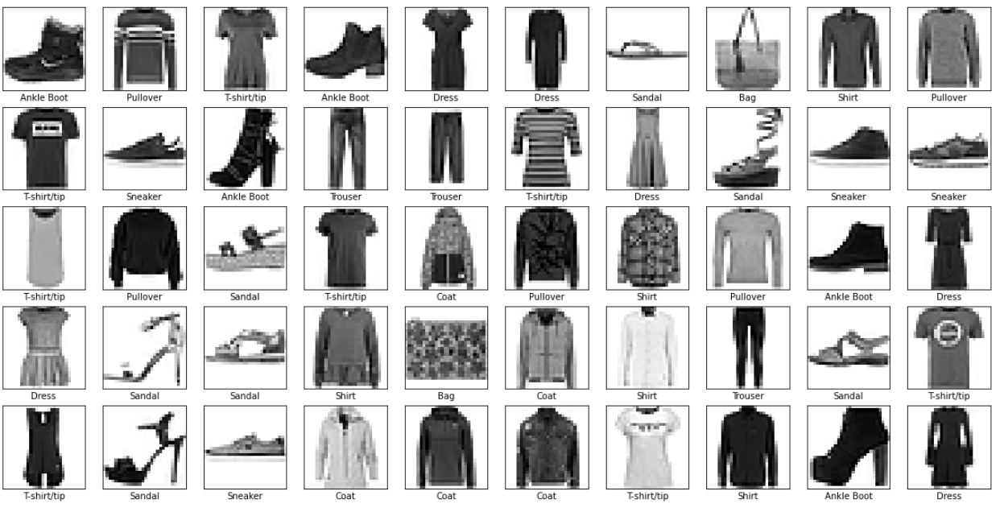 Ankle Boot Pullover T-shirt/tip Ankle Boot Dress Dress Sandal Bag Shirt Pullover
T-shirt/tip Sneaker Ankle Boot Trouser Trouser T-shirt/tip Dress Sandal Sneaker Sneaker
T-shirt/tip Pullover Sandal T-shirt/tip Coat Pullover Shirt Pullover Ankle Boot Dress
Dress Sandal Sandal Shirt Bag Coat Shirt Trouser Sandal T-shirt/tip
T-shirt/tip Sandal Sneaker Coat Coat Coat T-shirt/tip Shirt Ankle Boot Dress